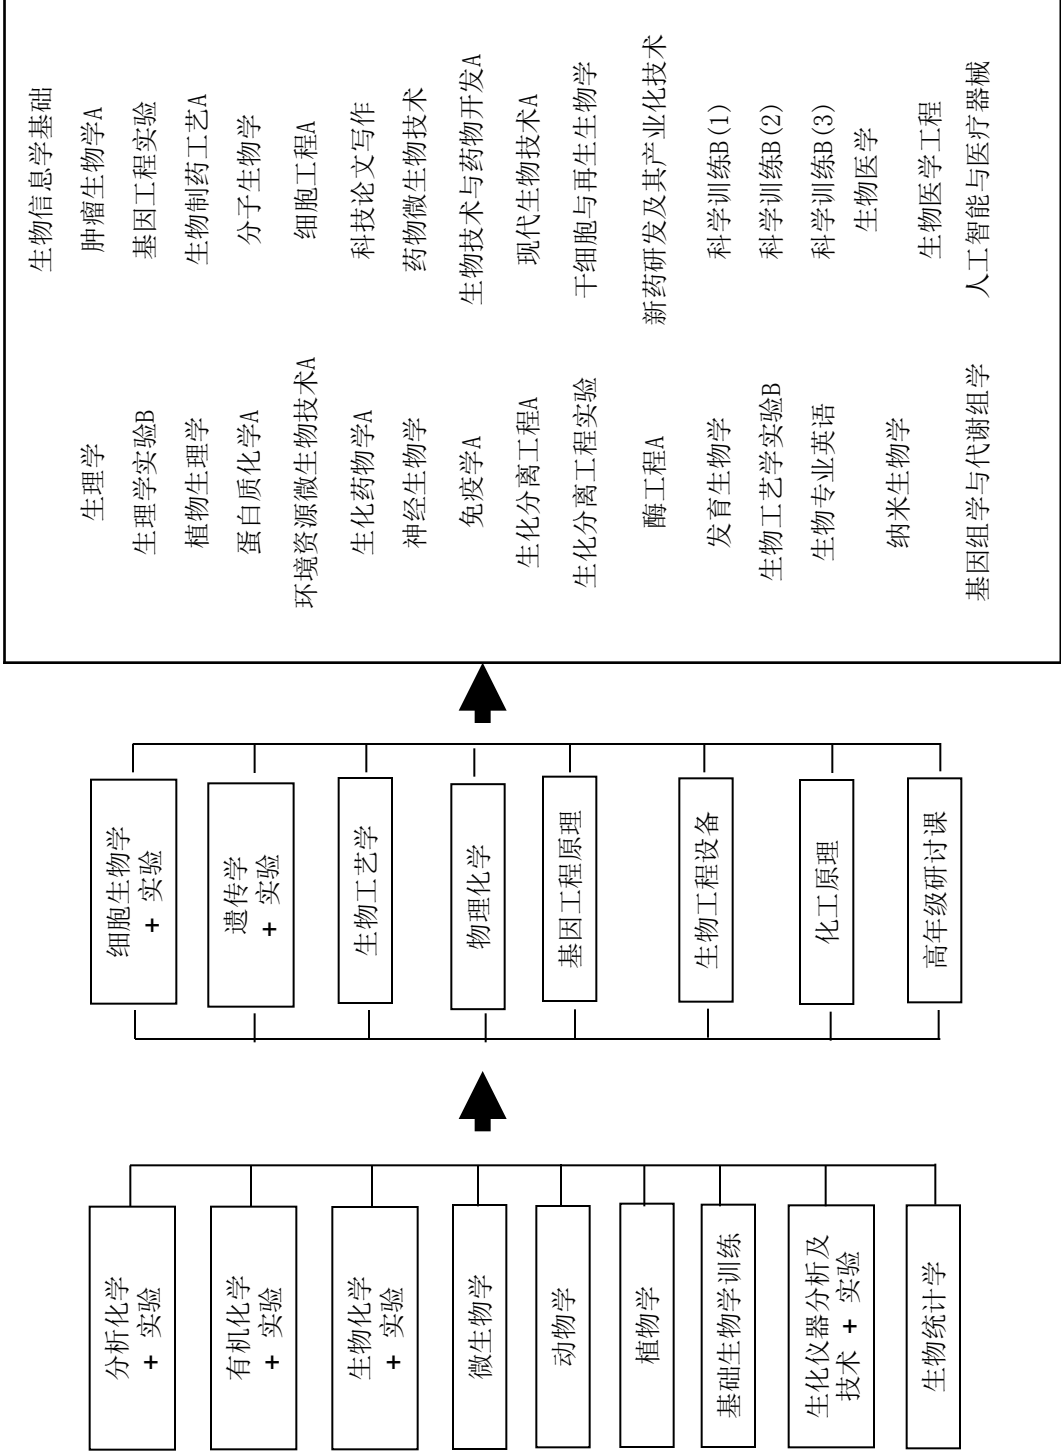 分析化学
+ 实验
有机化学
+ 实验
生物化学
+ 实验
微生物学
动物学
植物学
基础生物学训练
生化仪器分析及
技术 + 实验
生物统计学
细胞生物学
+ 实验
遗传学
+ 实验
生物工艺学
物理化学
基因工程原理
生物工程设备
化工原理
高年级研讨课
生理学
生理学实验B
植物生理学
蛋白质化学A
环境资源微生物技术A
生化药物学A
神经生物学
免疫学A
生化分离工程A
生化分离工程实验
酶工程A
发育生物学
生物工艺学实验B
生物专业英语
纳米生物学
基因组学与代谢组学
生物信息学基础
肿瘤生物学A
基因工程实验
生物制药工艺A
分子生物学
细胞工程A
科技论文写作
药物微生物技术
生物技术与药物开发A
现代生物技术A
干细胞与再生生物学
新药研发及其产业化技术
科学训练B(1)
科学训练B(2)
科学训练B(3)
生物医学
生物医学工程
人工智能与医疗器械